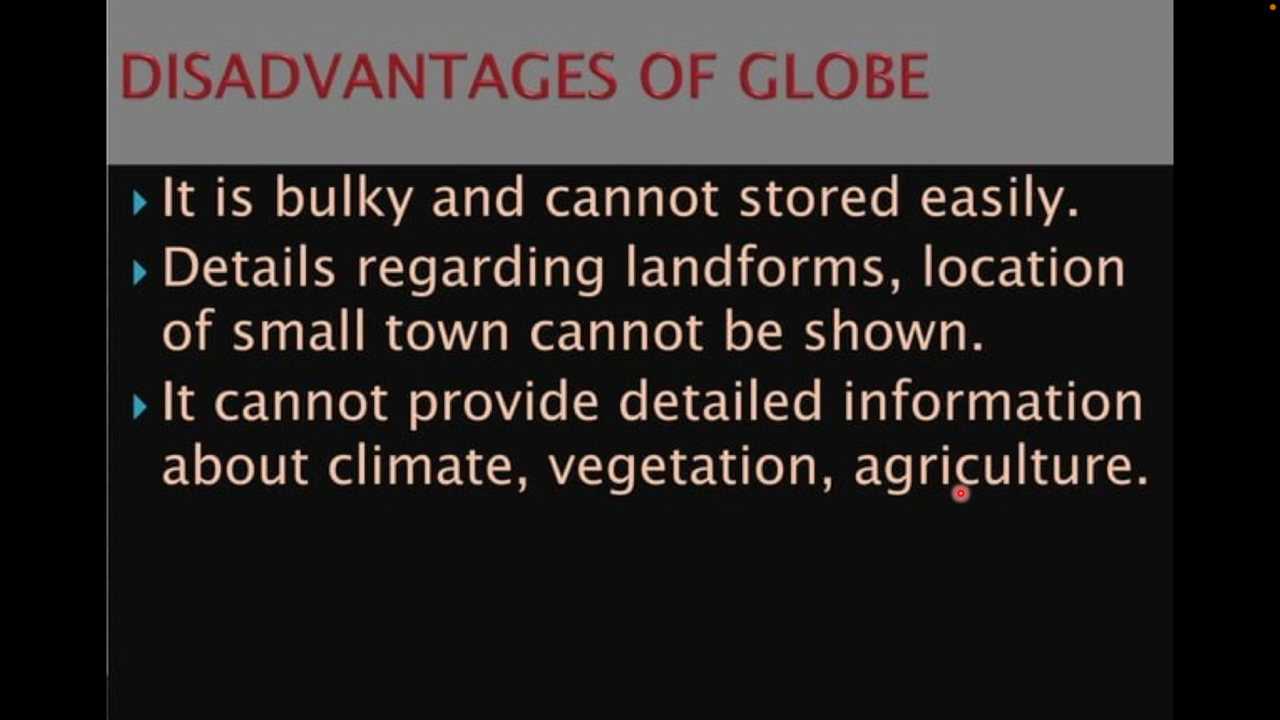 DISADVANTAGES OF GLOBE
It is bulky and cannot stored easily.
Details regarding landforms, location
of small town cannot be shown.
It cannot provide detailed information
about climate, vegetation, agriculture.